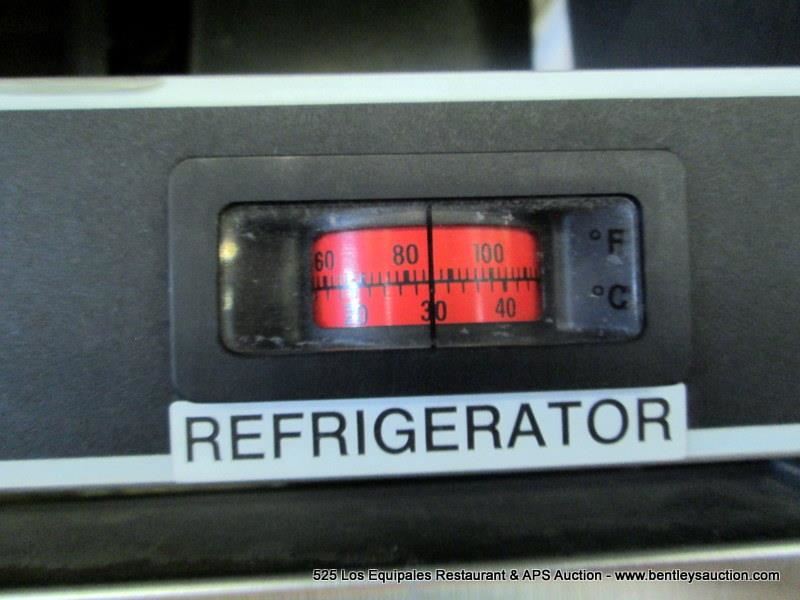 60 80 100 °F
30 40 °C
REFRIGERATOR
525 Los Equipales Restaurant & APS Auction - www.bentleysauction.com